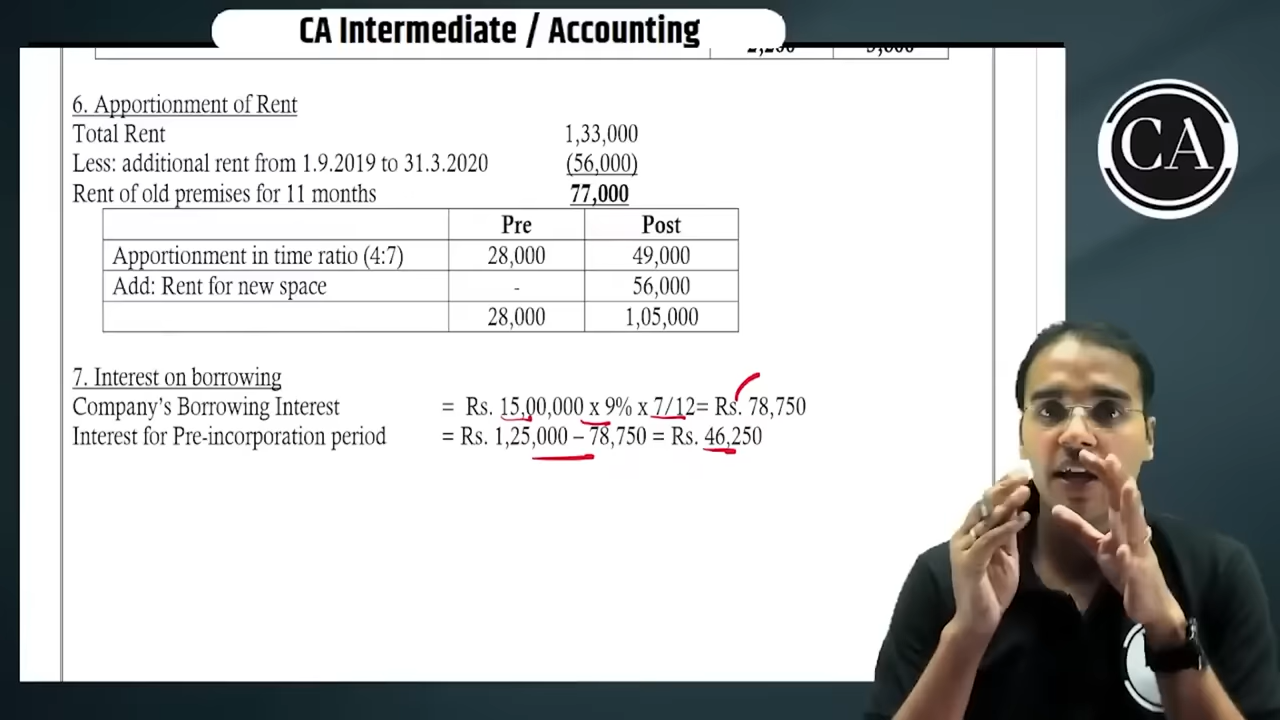 CA Intermediate / Accounting
6. Apportionment of Rent
Total Rent 1,33,000
Less: additional rent from 1.9.2019 to 31.3.2020 (56,000)
Rent of old premises for 11 months 77,000
Pre Post
Apportionment in time ratio (4:7) 28,000 49,000
Add: Rent for new space - 56,000
28,000 1,05,000
7. Interest on borrowing
Company's Borrowing Interest = Rs. 15,00,000 x 9% x 7/12= Rs. 78,750
Interest for Pre-incorporation period = Rs. 1,25,000 – 78,750 = Rs. 46,250
CA